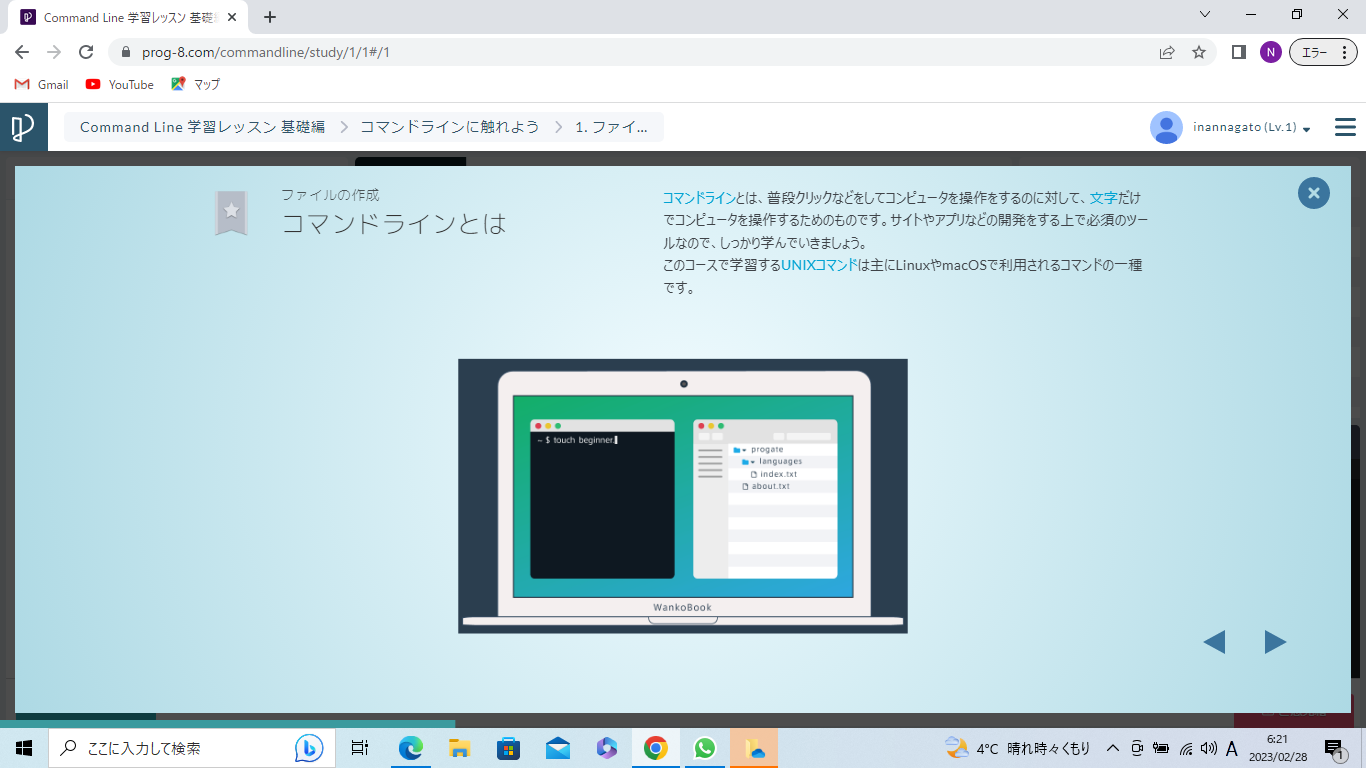 Command Line 学習レッスン 基礎
prog-8.com/commandline/study/1/1#/1
N
エラー
Gmail
YouTube
マップ
Command Line 学習レッスン 基礎編
コマンドラインに触れよう
1. ファイ...
inannagato (Lv.1)
ファイルの作成
コマンドラインとは
コマンドラインとは、普段クリックなどをしてコンピュータを操作をするのに対して、文字だけ
でコンピュータを操作するためのものです。サイトやアプリなどの開発をする上で必須のツー
ルなので、しっかり学んでいきましょう。
このコースで学習するUNIXコマンドは主にLinuxやmacOSで利用されるコマンドの一種
です。
~ $ touch beginner.
progate
languages
index.txt
about.txt
WankoBook
ここに入力して検索
4°C 晴れ時々くもり
A
6:21
2023/02/28
1